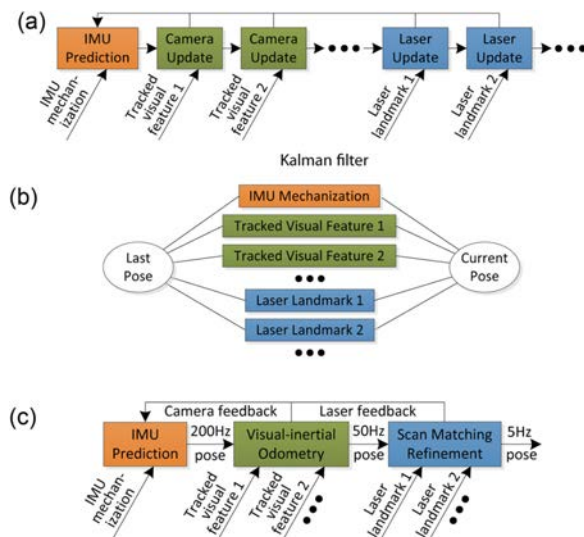 (a)
IMU
Prediction
Camera
Update
Camera
Update
Laser
Update
Laser
Update
IMU
mechan-
ization
Tracked
visual
feature 1
Tracked
visual
feature 2
Laser
landmark 1
Laser
landmark 2
Kalman filter
(b)
IMU Mechanization
Tracked Visual Feature 1
Tracked Visual Feature 2
Last
Pose
Current
Pose
Laser Landmark 1
Laser Landmark 2
(c)
Camera feedback
Laser feedback
IMU
Prediction
200Hz
pose
Visual-inertial
Odometry
50Hz
pose
Scan Matching
Refinement
5Hz
pose
IMU
mechan-
ization
Tracked
visual
feature 1
Tracked
visual
feature 2
Laser
landmark 1
Laser
landmark 2